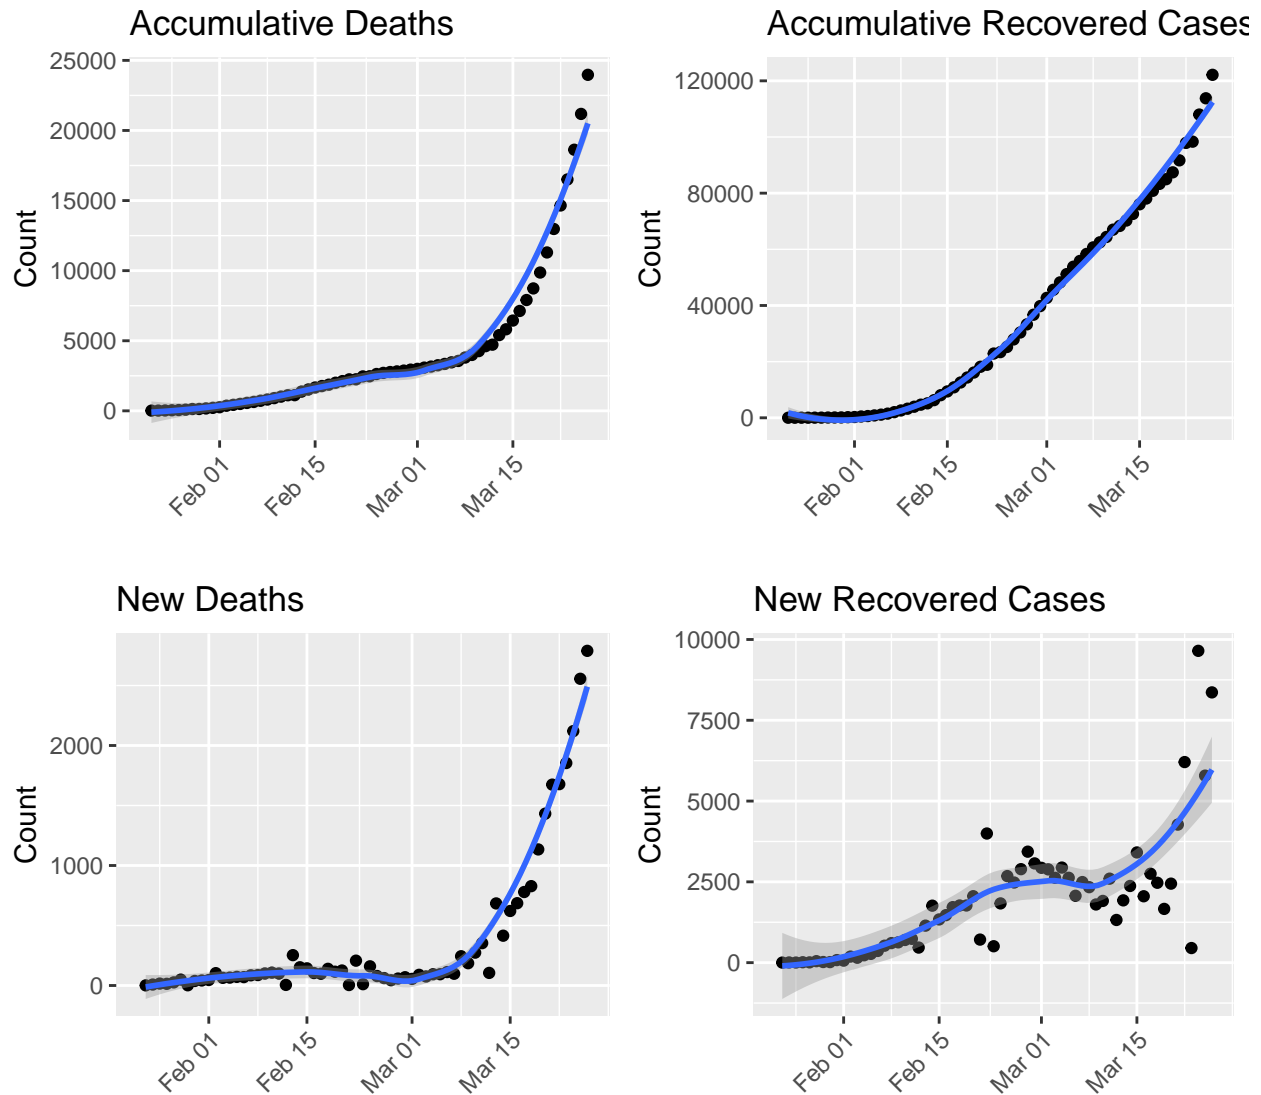 Accumulative Deaths
Count
25000
20000
15000
10000
5000
0
Feb 01
Feb 15
Mar 01
Mar 15
Accumulative Recovered Cases
Count
120000
80000
40000
0
Feb 01
Feb 15
Mar 01
Mar 15
New Deaths
Count
2000
1000
0
Feb 01
Feb 15
Mar 01
Mar 15
New Recovered Cases
Count
10000
7500
5000
2500
0
Feb 01
Feb 15
Mar 01
Mar 15